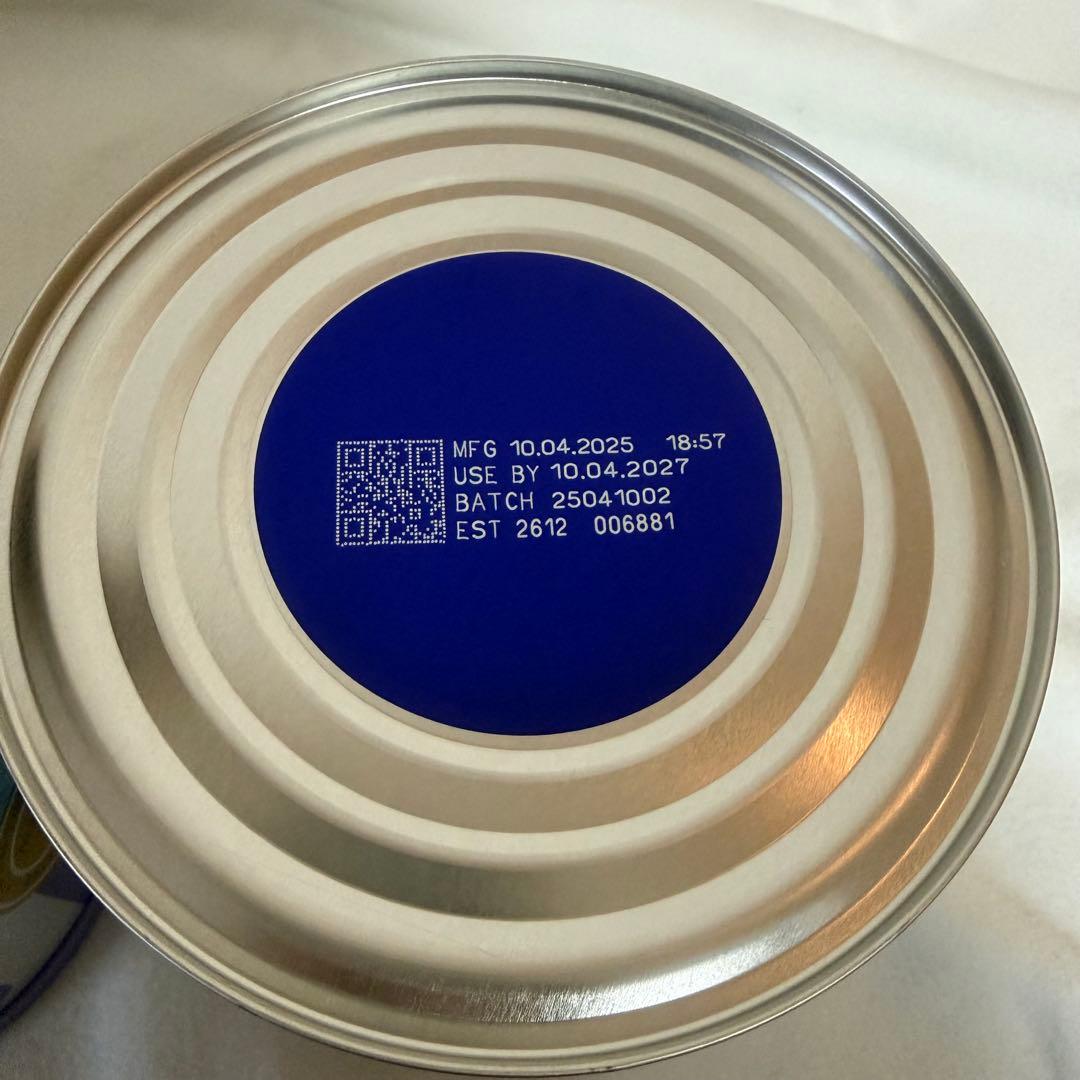 MFG 10.04.2025 18:57
USE BY 10.04.2027
BATCH 25041002
EST 2612 006881